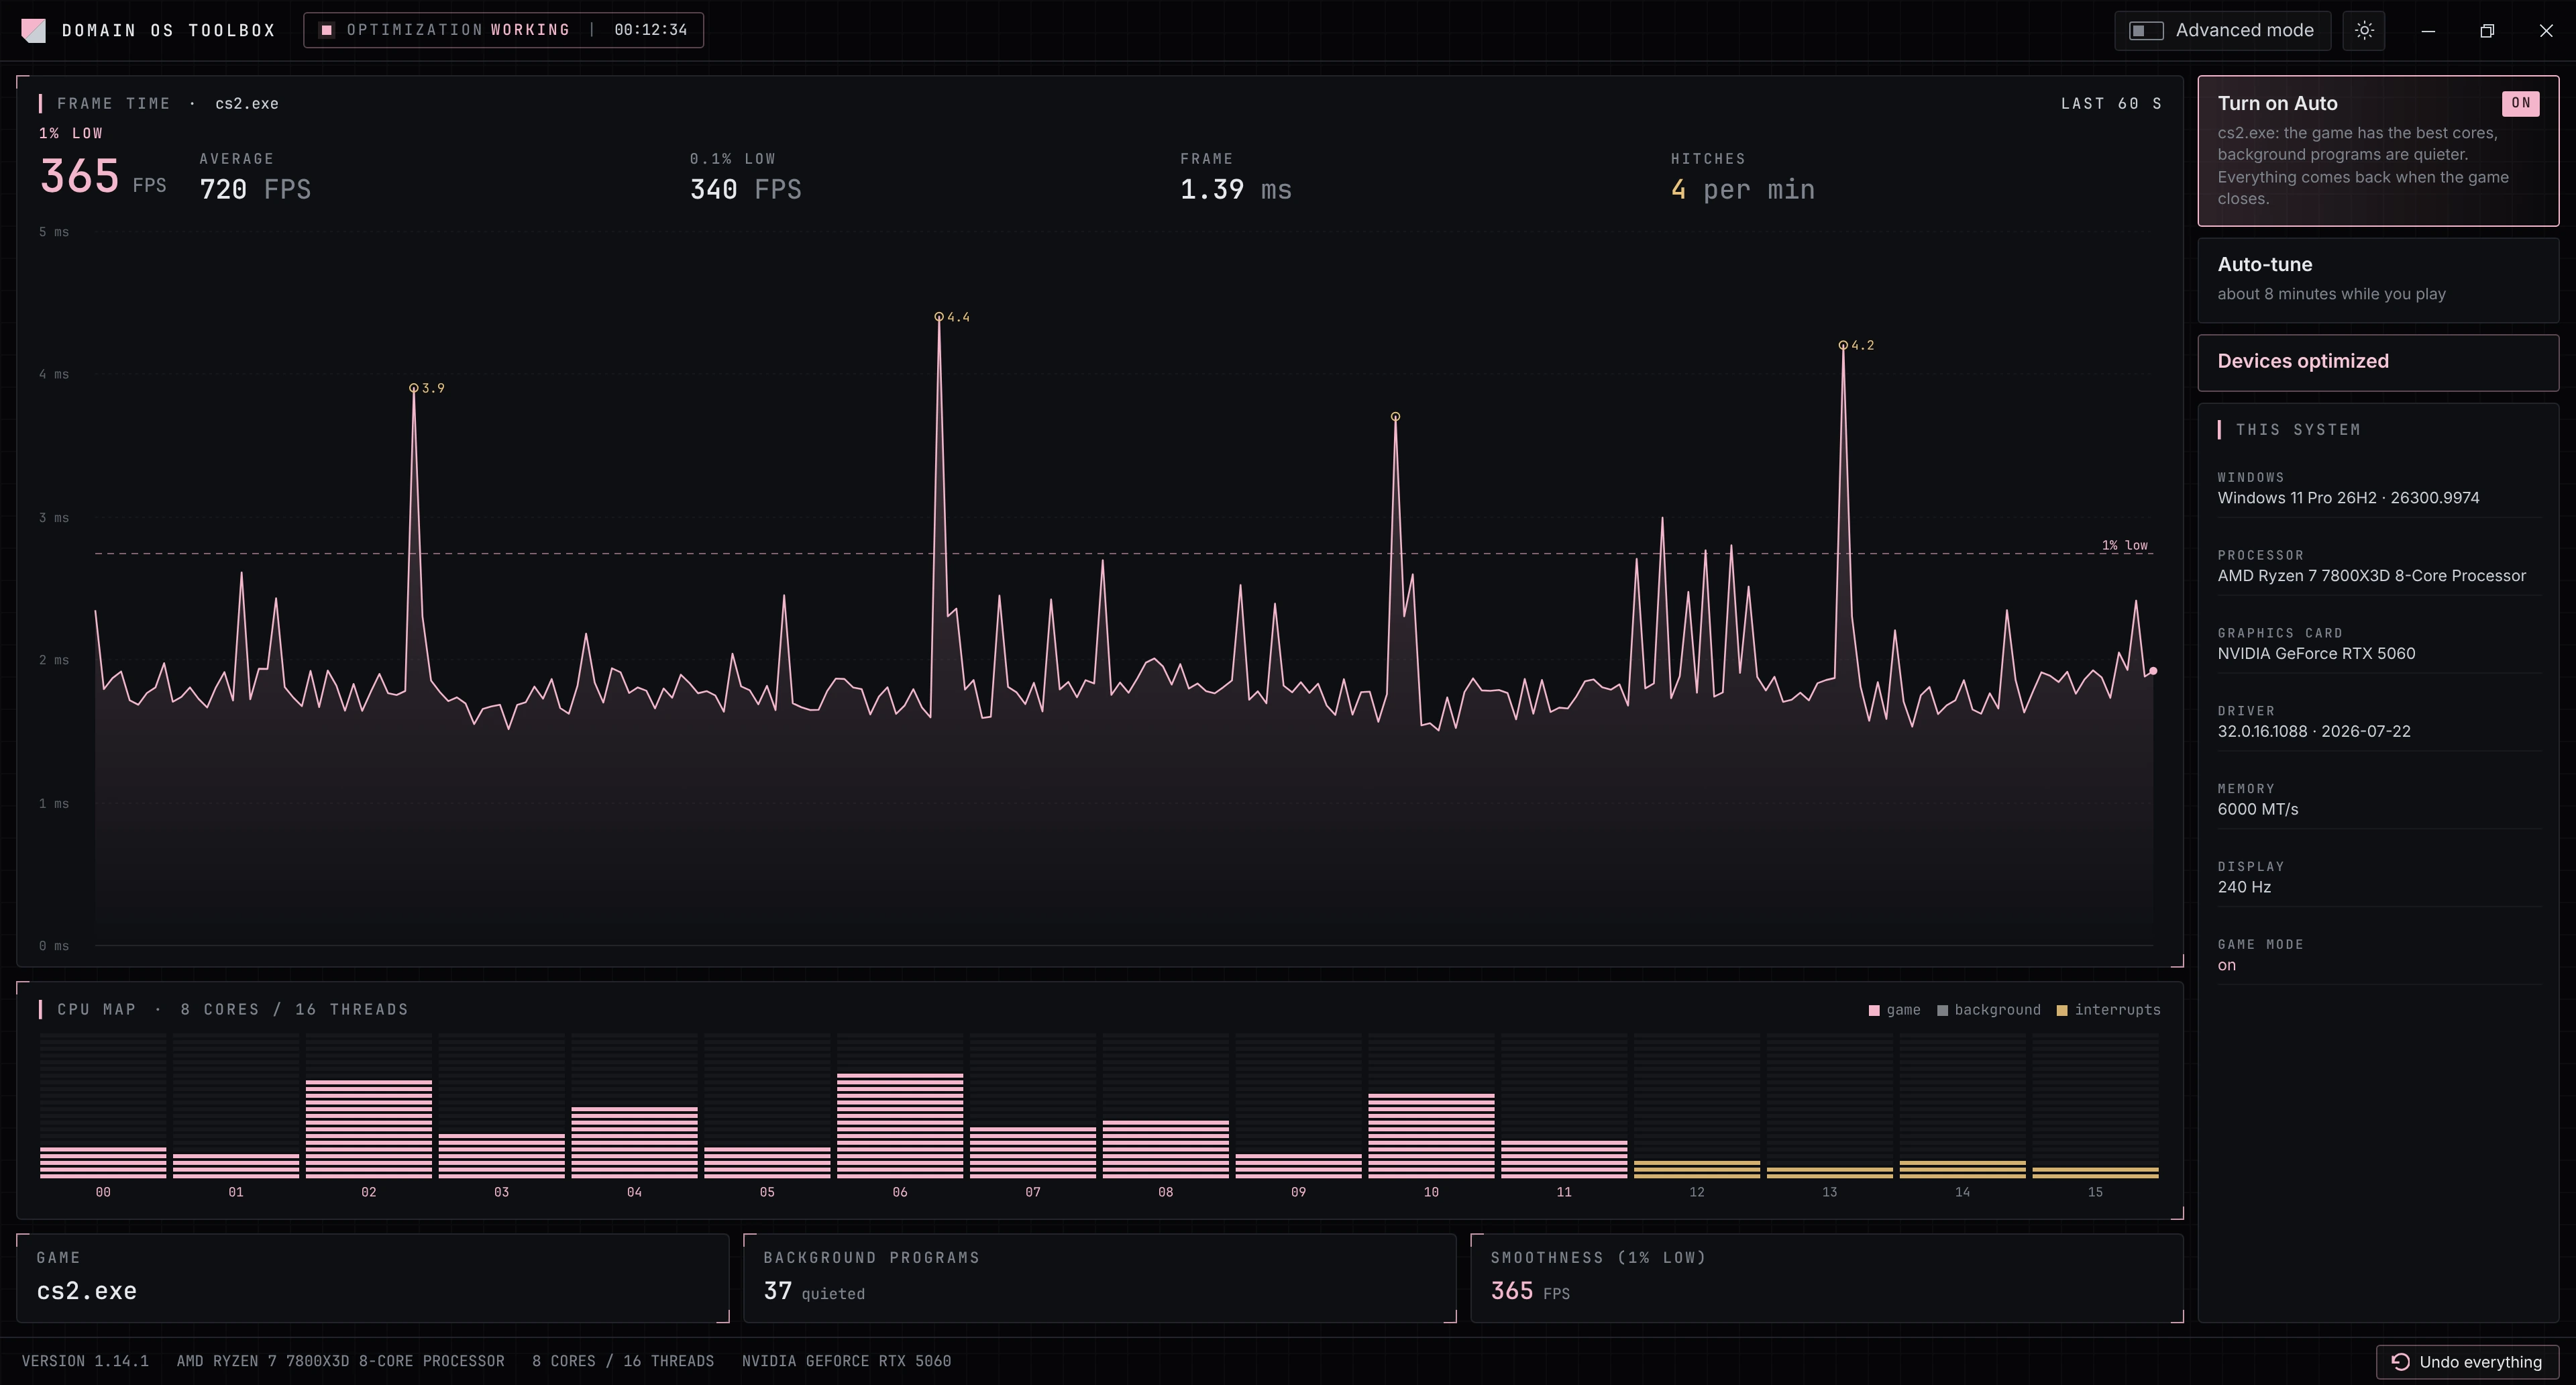 DOMAIN OS TOOLBOX
OPTIMIZATION WORKING | 00:12:34
Advanced mode
FRAME TIME · cs2.exe
LAST 60 S
1% LOW
365 FPS
AVERAGE
720 FPS
0.1% LOW
340 FPS
FRAME
1.39 ms
HITCHES
4 per min
5 ms
4 ms
3 ms
2 ms
1 ms
0 ms
3.9
4.4
4.2
1% low
CPU MAP · 8 CORES / 16 THREADS
game
background
interrupts
00
01
02
03
04
05
06
07
08
09
10
11
12
13
14
15
GAME
cs2.exe
BACKGROUND PROGRAMS
37 quieted
SMOOTHNESS (1% LOW)
365 FPS
Turn on Auto
ON
cs2.exe: the game has the best cores,
background programs are quieter.
Everything comes back when the game
closes.
Auto-tune
about 8 minutes while you play
Devices optimized
THIS SYSTEM
WINDOWS
Windows 11 Pro 26H2 · 26300.9974
PROCESSOR
AMD Ryzen 7 7800X3D 8-Core Processor
GRAPHICS CARD
NVIDIA GeForce RTX 5060
DRIVER
32.0.16.1088 · 2026-07-22
MEMORY
6000 MT/s
DISPLAY
240 Hz
GAME MODE
on
VERSION 1.14.1
AMD RYZEN 7 7800X3D 8-CORE PROCESSOR
8 CORES / 16 THREADS
NVIDIA GEFORCE RTX 5060
Undo everything